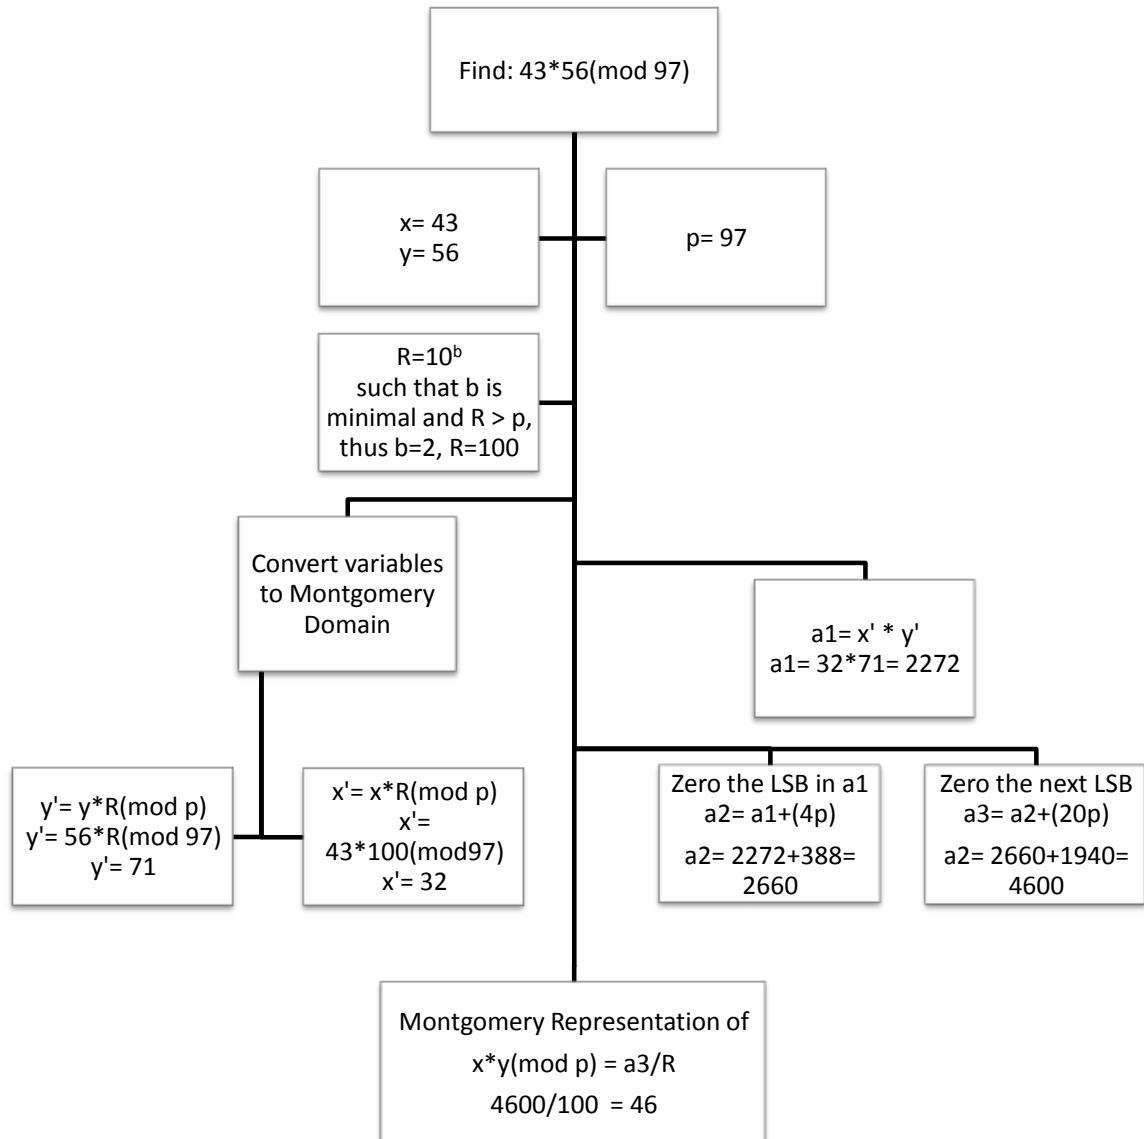 Find: 43*56(mod 97)
x= 43
y= 56
p= 97
R=10ᵇ
such that b is
minimal and R > p,
thus b=2, R=100
Convert variables
to Montgomery
Domain
a1= x' * y'
a1= 32*71= 2272
y'= y*R(mod p)
y'= 56*R(mod 97)
y'= 71
x'= x*R(mod p)
x'=
43*100(mod97)
x'= 32
Zero the LSB in a1
a2= a1+(4p)
a2= 2272+388=
2660
Zero the next LSB
a3= a2+(20p)
a2= 2660+1940=
4600
Montgomery Representation of
x*y(mod p) = a3/R
4600/100 = 46